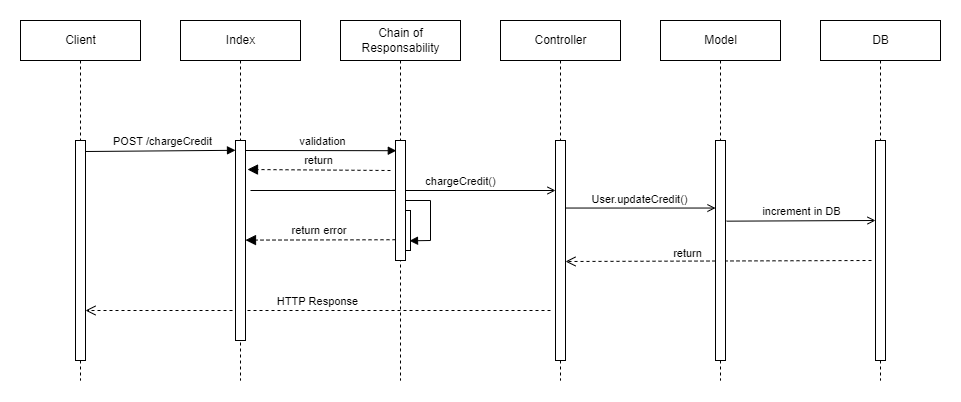 Client
Index
Chain of
Responsability
Controller
Model
DB
POST /chargeCredit
validation
return
chargeCredit()
User.updateCredit()
increment in DB
return error
return
HTTP Response